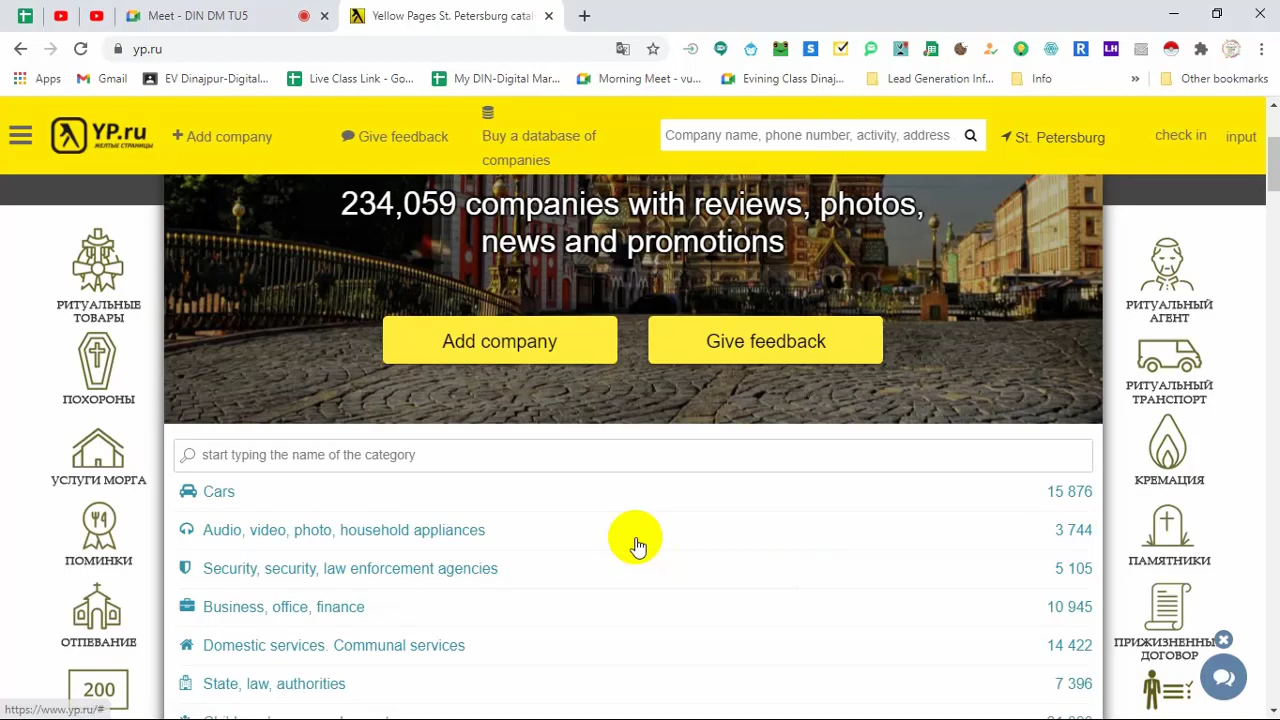 Meet - DIN DM TU5
Yellow Pages St. Petersburg cata
yp.ru
Apps
Gmail
EV Dinajpur-Digital...
Live Class Link - Go...
My DIN-Digital Mar...
Morning Meet - vu...
Evining Class Dinaj...
Lead Generation Inf...
Info
»
Other bookmarks
YP.ru
ЖЕЛТЫЕ СТРАНИЦЫ
Add company
Give feedback
Buy a database of
companies
Company name, phone number, activity, address
St. Petersburg
check in
input
234,059 companies with reviews, photos,
news and promotions
Add company
Give feedback
РИТУАЛЬНЫЕ
ТОВАРЫ
ПОХОРОНЫ
УСЛУГИ МОРГА
ПОМИНКИ
ОТПЕВАНИЕ
200
start typing the name of the category
Cars 15 876
Audio, video, photo, household appliances 3 744
Security, security, law enforcement agencies 5 105
Business, office, finance 10 945
Domestic services. Communal services 14 422
State, law, authorities 7 396
РИТУАЛЬНЫЙ
АГЕНТ
РИТУАЛЬНЫЙ
ТРАНСПОРТ
КРЕМАЦИЯ
ПАМЯТНИКИ
ПРИЖИЗНЕННЫ
ДОГОВОР
https://www.yp.ru/#